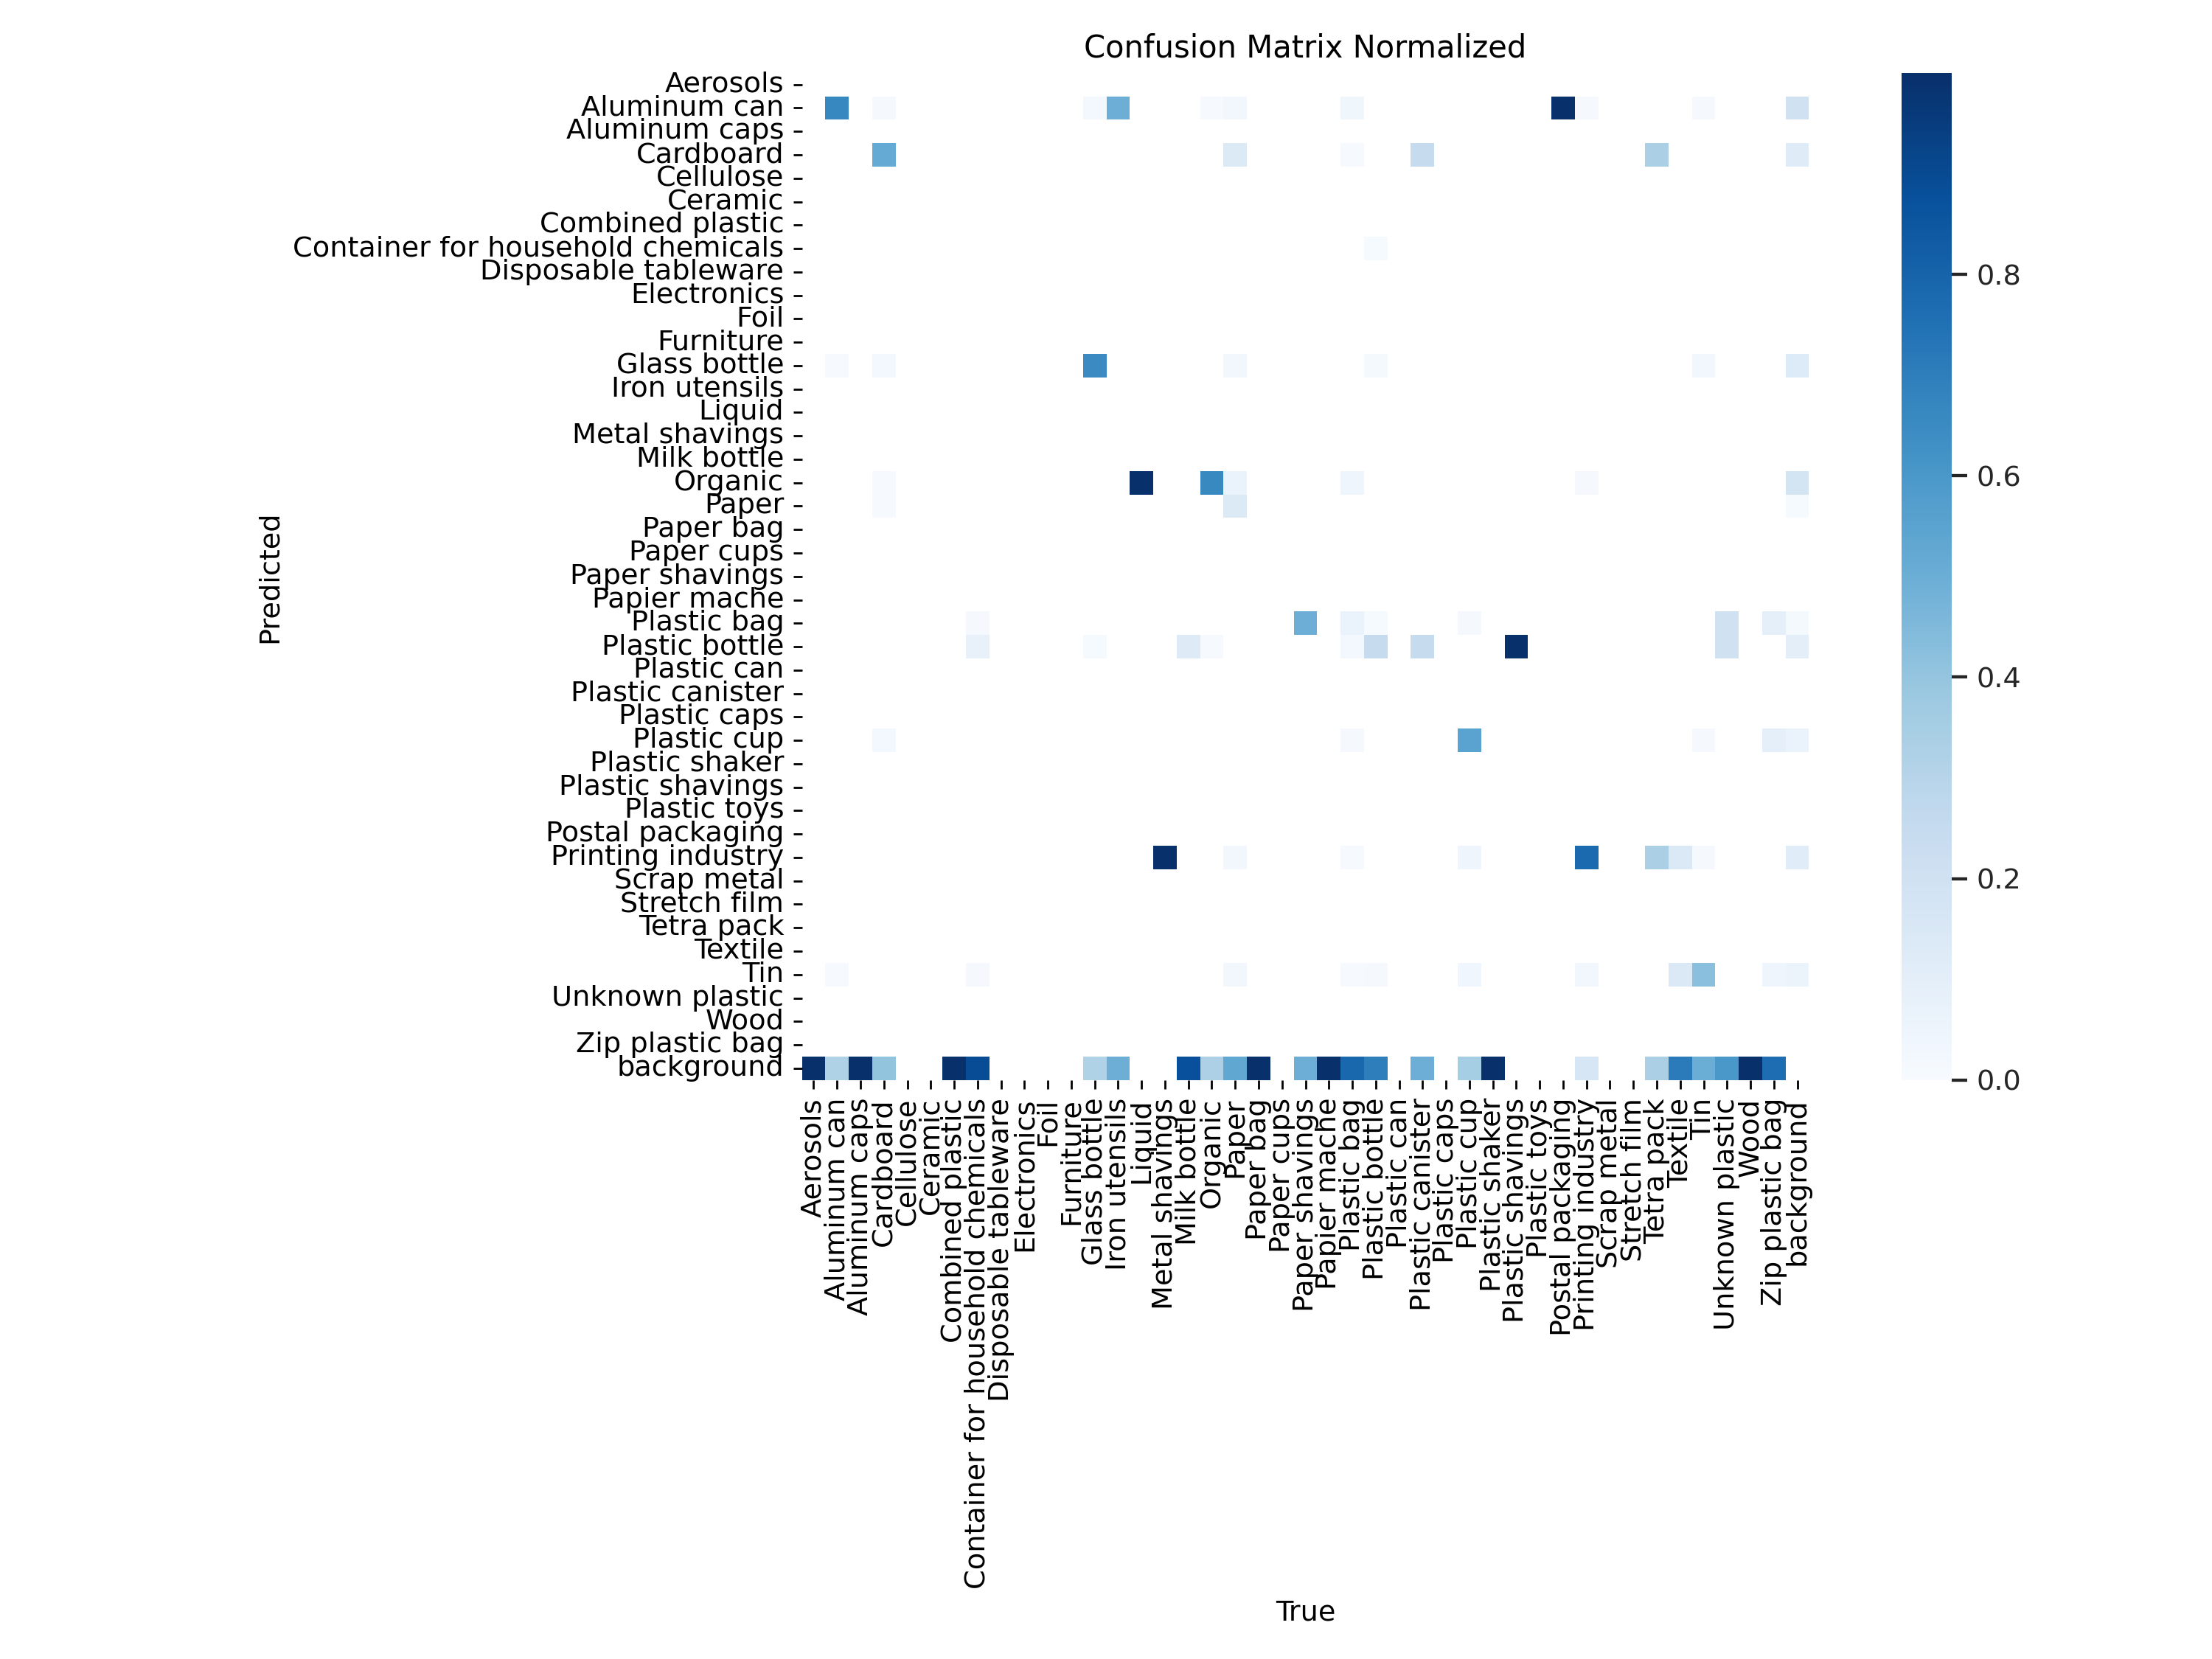 Confusion Matrix Normalized
Aerosols
Aluminum can
Aluminum caps
Cardboard
Cellulose
Ceramic
Combined plastic
Container for household chemicals
Disposable tableware
Electronics
Foil
Furniture
Glass bottle
Iron utensils
Liquid
Metal shavings
Milk bottle
Organic
Paper
Paper bag
Paper cups
Paper shavings
Papier mache
Plastic bag
Plastic bottle
Plastic can
Plastic canister
Plastic caps
Plastic cup
Plastic shaker
Plastic shavings
Plastic toys
Postal packaging
Printing industry
Scrap metal
Stretch film
Tetra pack
Textile
Tin
Unknown plastic
Wood
Zip plastic bag
background
Predicted
Aerosols
Aluminum can
Aluminum caps
Cardboard
Cellulose
Ceramic
Combined plastic
Container for household chemicals
Disposable tableware
Electronics
Foil
Furniture
Glass bottle
Iron utensils
Liquid
Metal shavings
Milk bottle
Organic
Paper
Paper bag
Paper cups
Paper shavings
Papier mache
Plastic bag
Plastic bottle
Plastic can
Plastic canister
Plastic caps
Plastic cup
Plastic shaker
Plastic shavings
Plastic toys
Postal packaging
Printing industry
Scrap metal
Stretch film
Tetra pack
Textile
Tin
Unknown plastic
Wood
Zip plastic bag
background
True
0.8
0.6
0.4
0.2
0.0